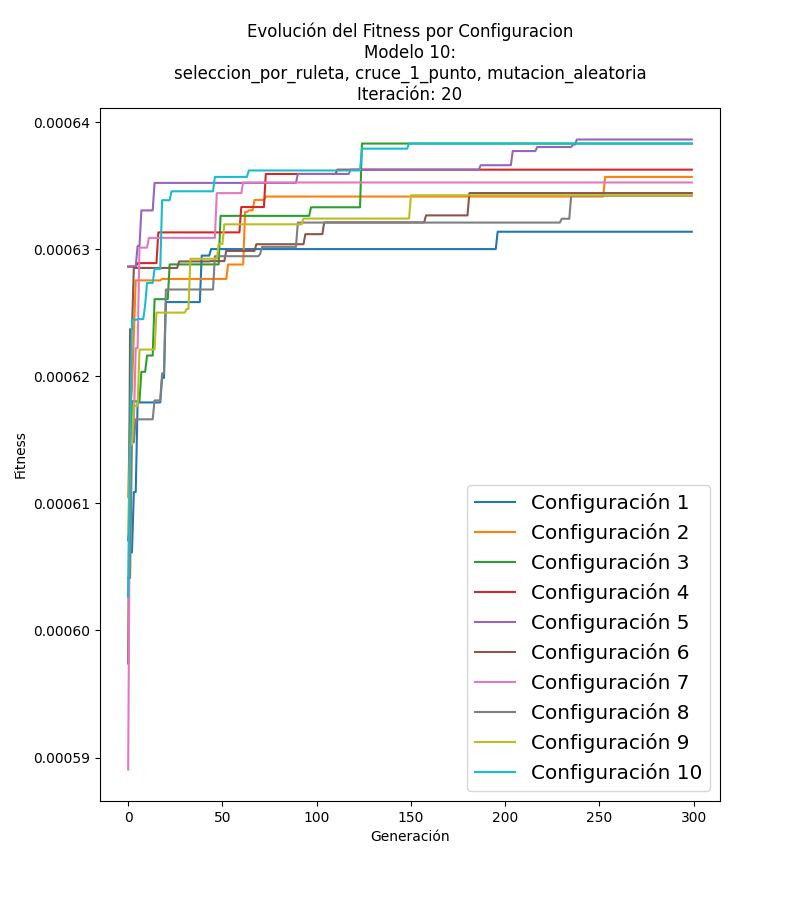 Evolución del Fitness por Configuracion
Modelo 10:
seleccion_por_ruleta, cruce_1_punto, mutacion_aleatoria
Iteración: 20
0.00064
0.00063
0.00062
0.00061
0.00060
0.00059
Fitness
Configuración 1
Configuración 2
Configuración 3
Configuración 4
Configuración 5
Configuración 6
Configuración 7
Configuración 8
Configuración 9
Configuración 10
0 50 100 150 200 250 300
Generación